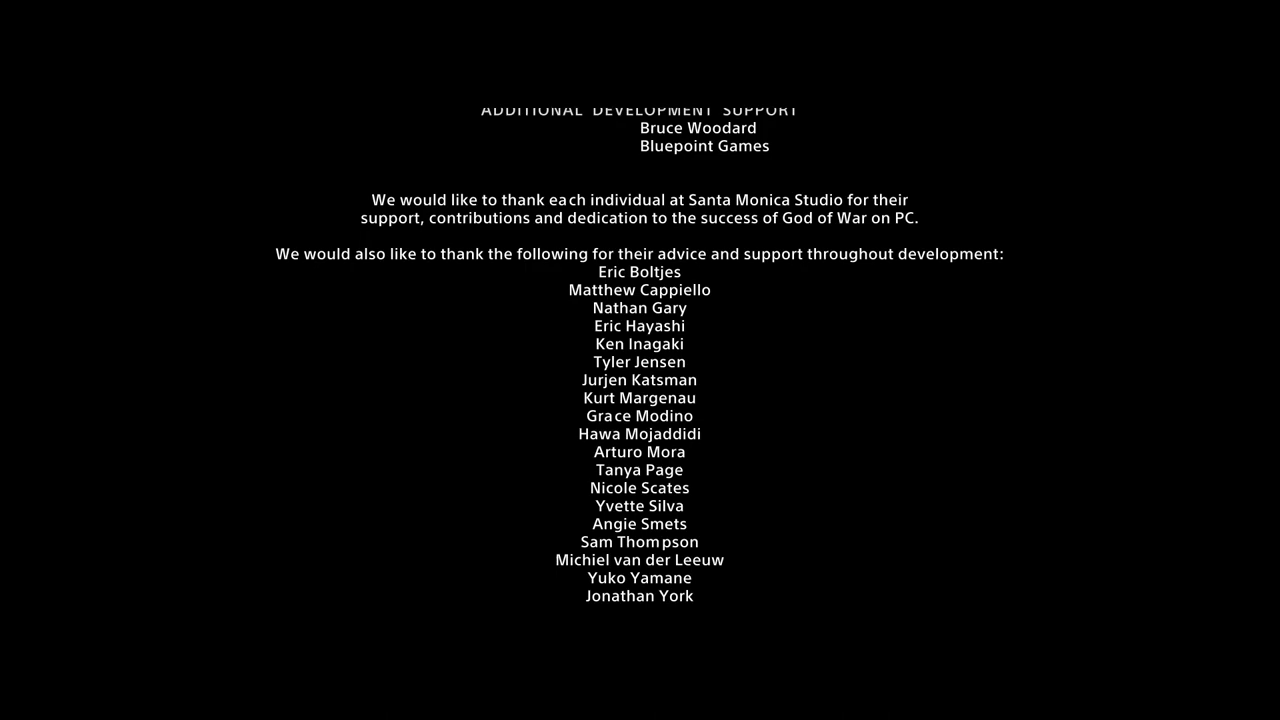 ADDITIONAL DEVELOPMENT SUPPORT
Bruce Woodard
Bluepoint Games
We would like to thank each individual at Santa Monica Studio for their
support, contributions and dedication to the success of God of War on PC.
We would also like to thank the following for their advice and support throughout development:
Eric Boltjes
Matthew Cappiello
Nathan Gary
Eric Hayashi
Ken Inagaki
Tyler Jensen
Jurjen Katsman
Kurt Margenau
Grace Modino
Hawa Mojaddidi
Arturo Mora
Tanya Page
Nicole Scates
Yvette Silva
Angie Smets
Sam Thompson
Michiel van der Leeuw
Yuko Yamane
Jonathan York